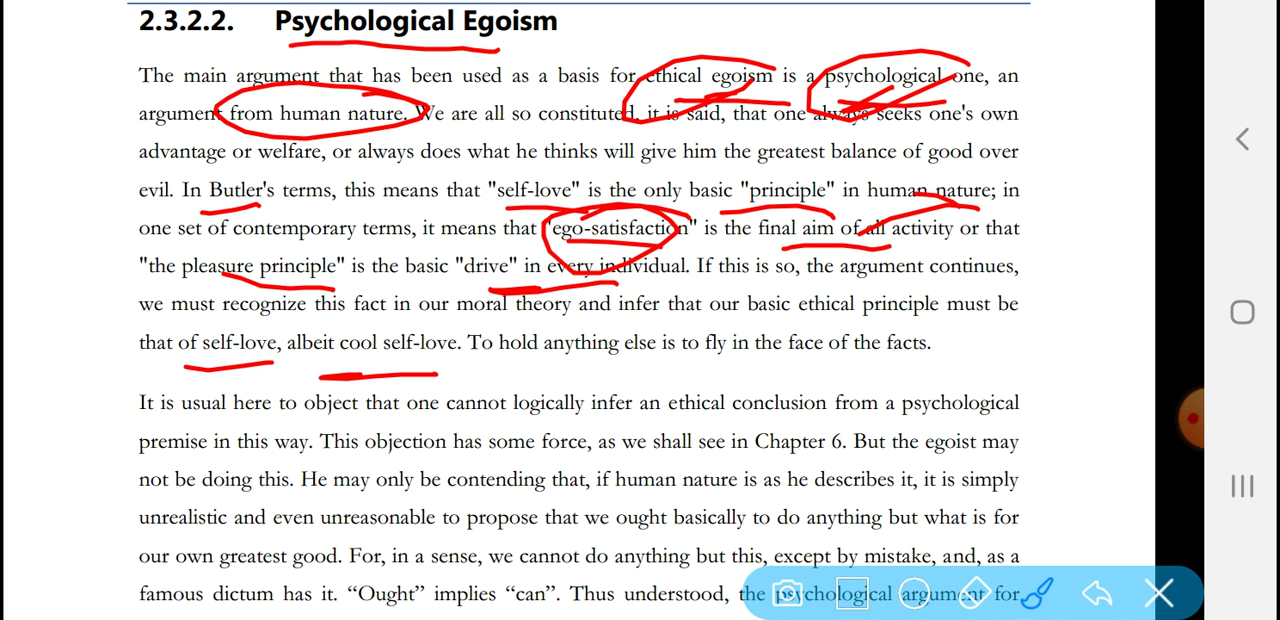 2.3.2.2. Psychological Egoism
The main argument that has been used as a basis for ethical egoism is a psychological one, an
argument from human nature. We are all so constituted, it is said, that one always seeks one's own
advantage or welfare, or always does what he thinks will give him the greatest balance of good over
evil. In Butler's terms, this means that "self-love" is the only basic "principle" in human nature; in
one set of contemporary terms, it means that "ego-satisfaction" is the final aim of all activity or that
"the pleasure principle" is the basic "drive" in every individual. If this is so, the argument continues,
we must recognize this fact in our moral theory and infer that our basic ethical principle must be
that of self-love, albeit cool self-love. To hold anything else is to fly in the face of the facts.
It is usual here to object that one cannot logically infer an ethical conclusion from a psychological
premise in this way. This objection has some force, as we shall see in Chapter 6. But the egoist may
not be doing this. He may only be contending that, if human nature is as he describes it, it is simply
unrealistic and even unreasonable to propose that we ought basically to do anything but what is for
our own greatest good. For, in a sense, we cannot do anything but this, except by mistake, and, as a
famous dictum has it. “Ought” implies “can”. Thus understood, the psychological argument for